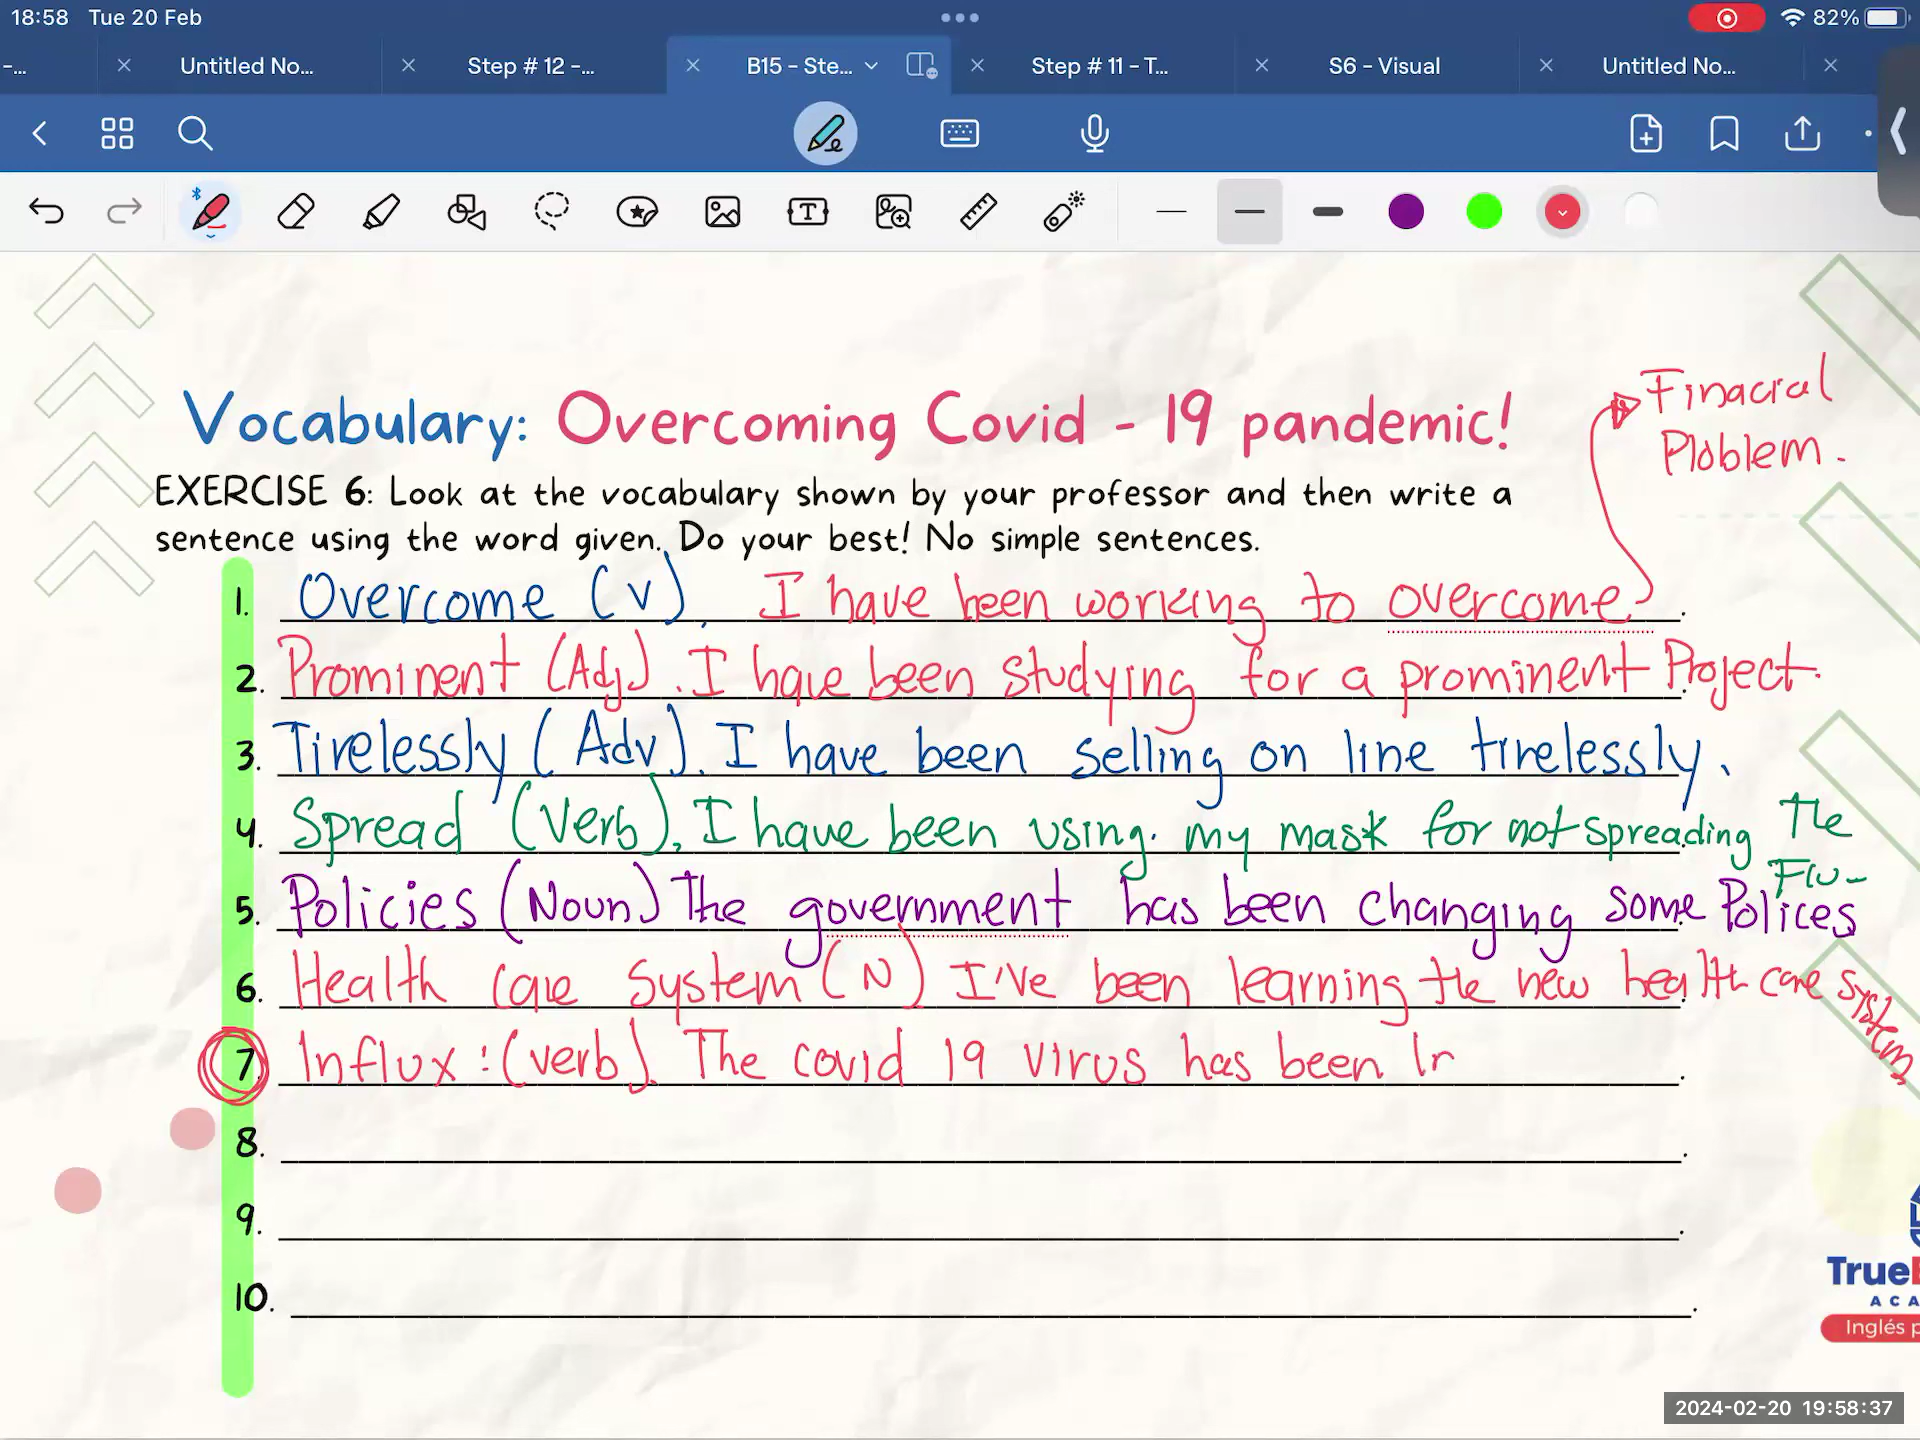 18:58 Tue 20 Feb
82%
-...
Untitled No...
Step # 12 -...
B15 - Ste...
Step # 11 - T...
S6 - Visual
Untitled No...
Vocabulary: Overcoming Covid - 19 pandemic!
Finacial
Ploblem.
EXERCISE 6: Look at the vocabulary shown by your professor and then write a
sentence using the word given. Do your best! No simple sentences.
1. Overcome (v). I have been working to overcome.
2. Prominent (Adj). I have been studying for a prominent Project.
3. Tirelessly (Adv). I have been selling on line tirelessly.
4. Spread (Verb). I have been using my mask for not spreading the
Flu-
5. Policies (Noun) The government has been changing some Polices
6. Health care System (N) I've been learning the new health care system
7. Influx: (verb). The covid 19 virus has been In
8.
9.
10.
True
ACA
Inglés p
2024-02-20 19:58:37